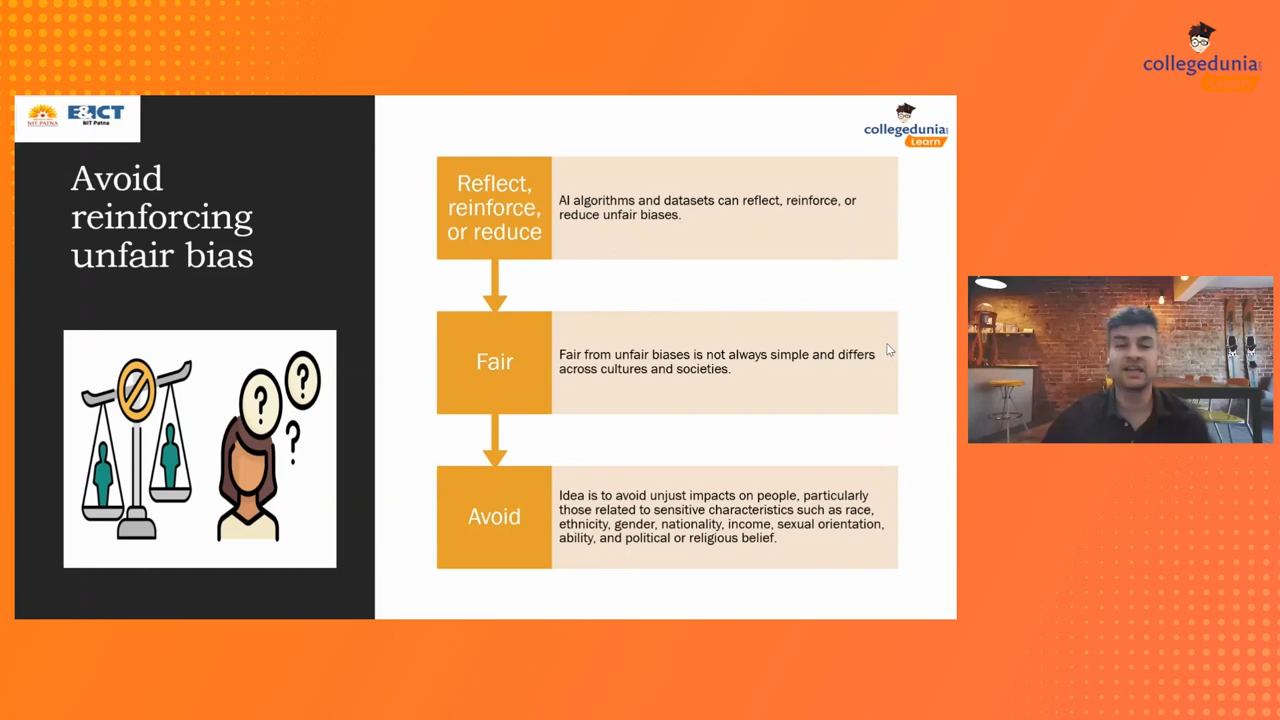 collegedunia
Learn
NIT PATNA
E&ICT
NIT Patna
collegedunia
Learn
Avoid
reinforcing
unfair bias
?
?
?
Reflect,
reinforce,
or reduce
AI algorithms and datasets can reflect, reinforce, or
reduce unfair biases.
Fair
Fair from unfair biases is not always simple and differs
across cultures and societies.
Avoid
Idea is to avoid unjust impacts on people, particularly
those related to sensitive characteristics such as race,
ethnicity, gender, nationality, income, sexual orientation,
ability, and political or religious belief.